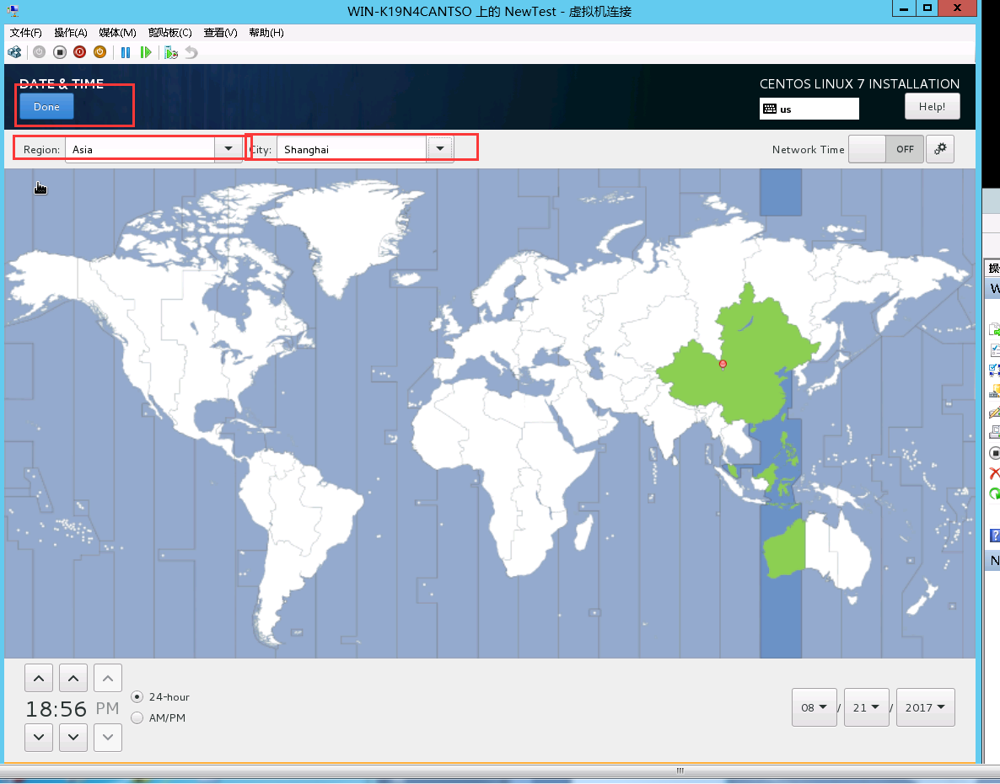 WIN-K19N4CANTSO 上的 NewTest - 虚拟机连接
文件(F) 操作(A) 媒体(M) 剪贴板(C) 查看(V) 帮助(H)
DATE & TIME
CENTOS LINUX 7 INSTALLATION
Done
us
Help!
Region: Asia City: Shanghai Network Time OFF
操
W
N
18:56 PM
24-hour
AM/PM
08 / 21 / 2017